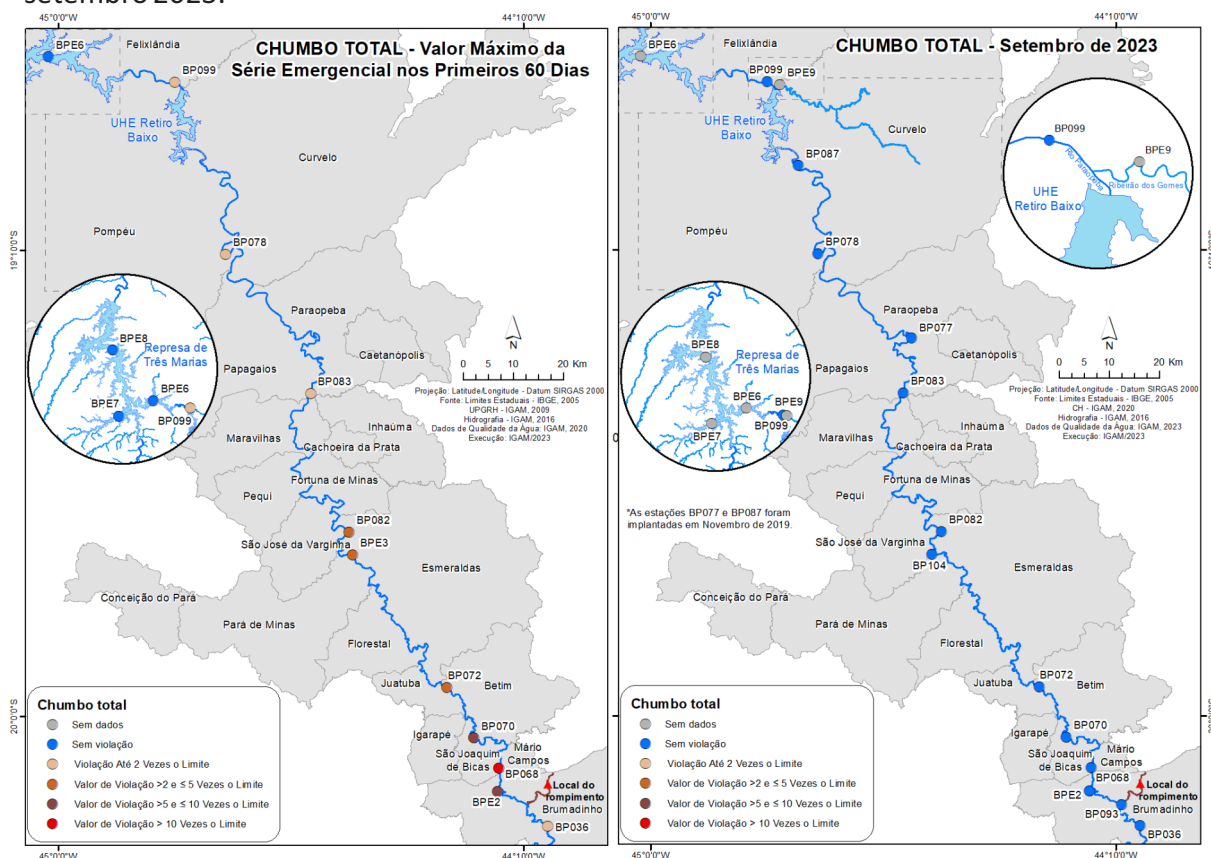 setembro 2023.
45°0'0"W
44°10'0"W
CHUMBO TOTAL - Valor Máximo da
Série Emergencial nos Primeiros 60 Dias
BPE6
Felixlândia
BP099
UHE Retiro
Baixo
Curvelo
Pompéu
19°10'0"S
BP078
Paraopeba
BPE8
Represa de
Três Marias
BPE6
BPE7
BP099
Caetanópolis
Papagaios
N
0 5 10 20 Km
Projeção: Latitude/Longitude - Datum SIRGAS 2000
Fonte: Limites Estaduais - IBGE, 2005
UPGRH - IGAM, 2009
Hidrografia - IGAM, 2016
Dados de Qualidade da Água: IGAM, 2020
Execução: IGAM/2023
BP083
Inhaúma
Maravilhas
Cachoeira da Prata
Fortuna de Minas
Pequi
BP082
São José da Varginha
BPE3
Esmeraldas
Conceição do Pará
Pará de Minas
Florestal
BP072
Juatuba
Betim
20°0'0"S
BP070
Igarapé
Mário
Campos
São Joaquim
de Bicas
BP068
Local do
rompimento
BPE2
Brumadinho
BP036
Chumbo total
Sem dados
Sem violação
Violação Até 2 Vezes o Limite
Valor de Violação >2 e ≤ 5 Vezes o Limite
Valor de Violação >5 e ≤ 10 Vezes o Limite
Valor de Violação > 10 Vezes o Limite
45°0'0"W
44°10'0"W
45°0'0"W
44°10'0"W
CHUMBO TOTAL - Setembro de 2023
BPE6
Felixlândia
BP099
BPE9
UHE Retiro
Baixo
Curvelo
BP087
BP099
BPE9
Rio Paraopeba
Ribeirão dos Gomes
UHE
Retiro Baixo
Pompéu
BP078
Paraopeba
BP077
BPE8
Represa de
Três Marias
BPE6
BPE9
BPE7
BP099
Caetanópolis
Papagaios
N
0 5 10 20 Km
Projeção: Latitude/Longitude - Datum SIRGAS 2000
Fonte: Limites Estaduais - IBGE, 2005
CH - IGAM, 2020
Hidrografia - IGAM, 2016
Dados de Qualidade da Água: IGAM, 2023
Execução: IGAM/2023
BP083
Inhaúma
Maravilhas
Cachoeira da Prata
Fortuna de Minas
Pequi
*As estações BP077 e BP087 foram
implantadas em Novembro de 2019.
BP082
São José da Varginha
BP104
Esmeraldas
Conceição do Pará
Pará de Minas
Florestal
BP072
Juatuba
Betim
BP070
Igarapé
Mário
Campos
São Joaquim
de Bicas
BP068
Local do
rompimento
BPE2
Brumadinho
BP093
BP036
Chumbo total
Sem dados
Sem violação
Violação Até 2 Vezes o Limite
Valor de Violação >2 e ≤ 5 Vezes o Limite
Valor de Violação >5 e ≤ 10 Vezes o Limite
Valor de Violação > 10 Vezes o Limite
45°0'0"W
44°10'0"W